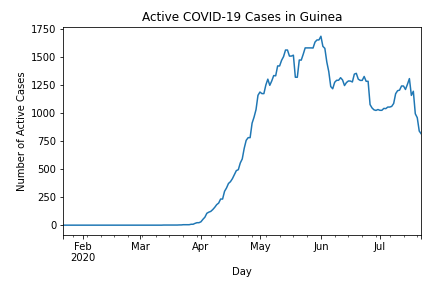 Active COVID-19 Cases in Guinea
Number of Active Cases
1750
1500
1250
1000
750
500
250
0
Feb Mar Apr May Jun Jul
2020
Day